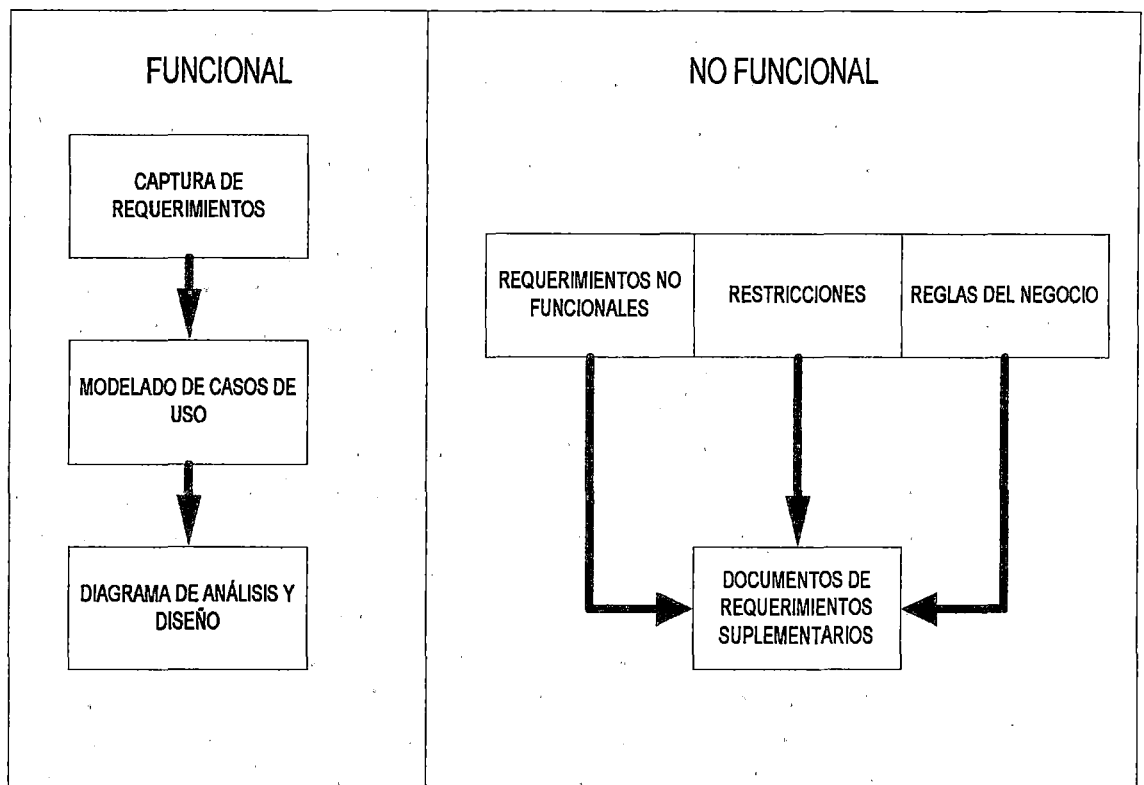 FUNCIONAL
CAPTURA DE
REQUERIMIENTOS
MODELADO DE CASOS DE
USO
DIAGRAMA DE ANÁLISIS Y
DISEÑO
NO FUNCIONAL
REQUERIMIENTOS NO
FUNCIONALES
RESTRICCIONES
REGLAS DEL NEGOCIO
DOCUMENTOS DE
REQUERIMIENTOS
SUPLEMENTARIOS